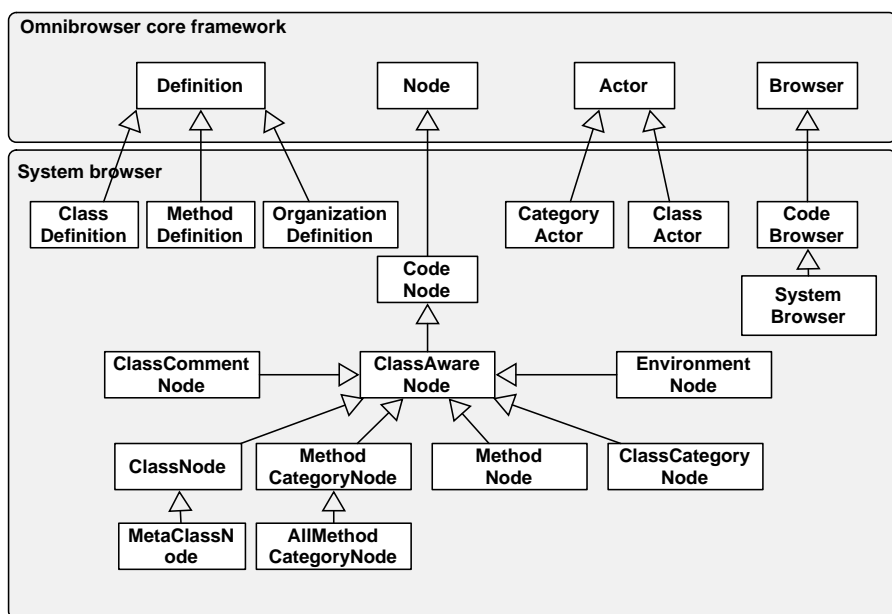 Omnibrowser core framework
Definition
Node
Actor
Browser
System browser
Class
Definition
Method
Definition
Organization
Definition
Category
Actor
Class
Actor
Code
Browser
Code
Node
System
Browser
ClassComment
Node
ClassAware
Node
Environment
Node
ClassNode
Method
CategoryNode
Method
Node
ClassCategory
Node
MetaClassN
ode
AllMethod
CategoryNode